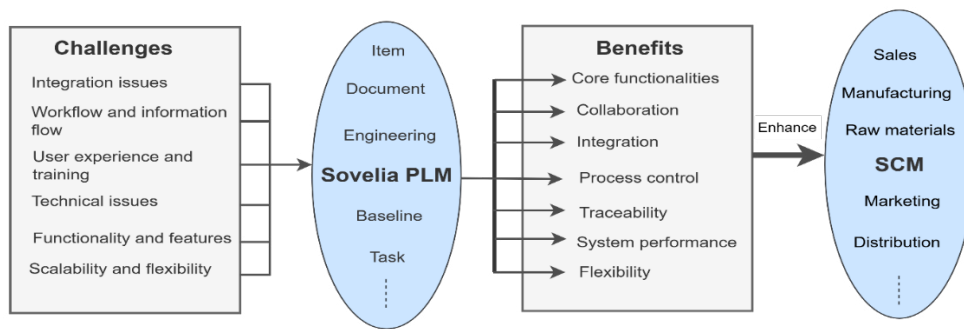 Challenges
Integration issues
Workflow and information
flow
User experience and
training
Technical issues
Functionality and features
Scalability and flexibility
Item
Document
Engineering
Sovelia PLM
Baseline
Task
Benefits
Core functionalities
Collaboration
Integration
Process control
Traceability
System performance
Flexibility
Enhance
Sales
Manufacturing
Raw materials
SCM
Marketing
Distribution